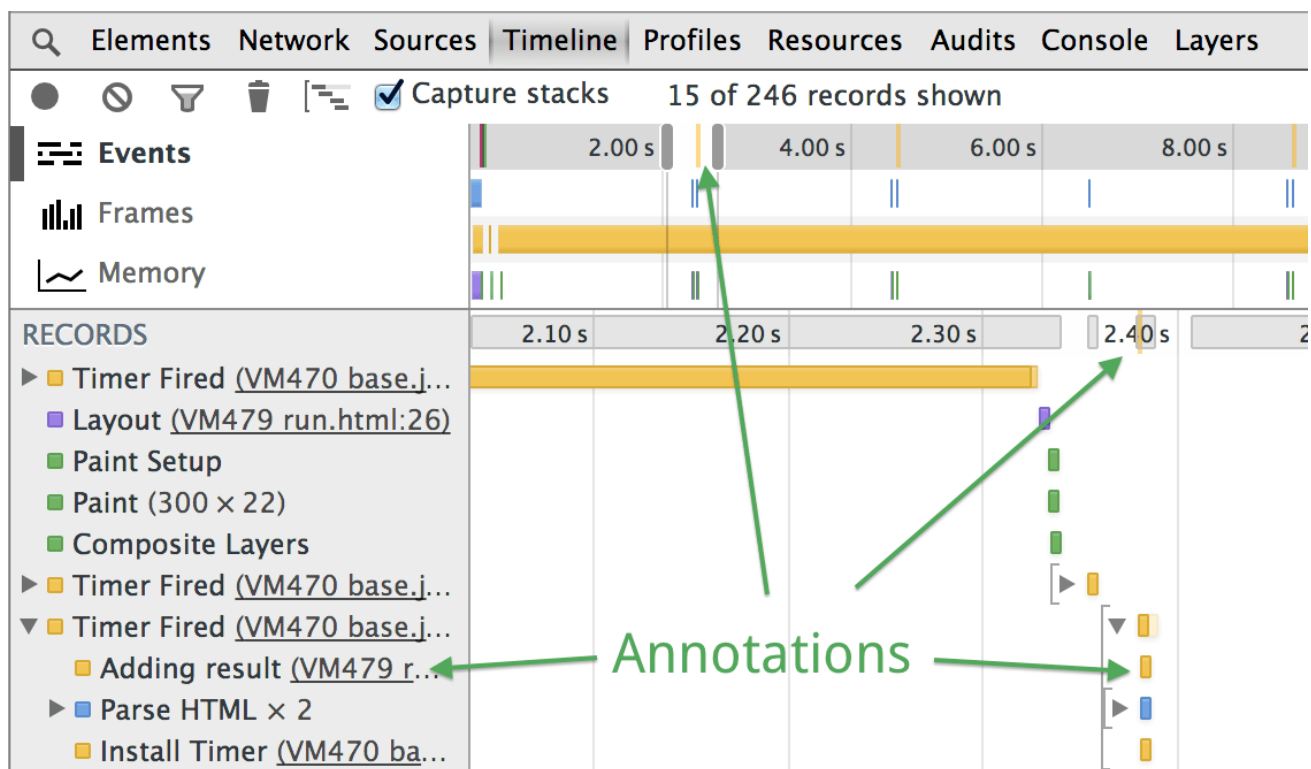 Elements Network Sources Timeline Profiles Resources Audits Console Layers
Capture stacks 15 of 246 records shown
Events
Frames
Memory
2.00 s 4.00 s 6.00 s 8.00 s
RECORDS 2.10 s 2.20 s 2.30 s 2.40 s 2
Timer Fired (VM470 base.j...
Layout (VM479 run.html:26)
Paint Setup
Paint (300 × 22)
Composite Layers
Timer Fired (VM470 base.j...
Timer Fired (VM470 base.j...
Adding result (VM479 r...
Parse HTML × 2
Install Timer (VM470 ba...
Annotations